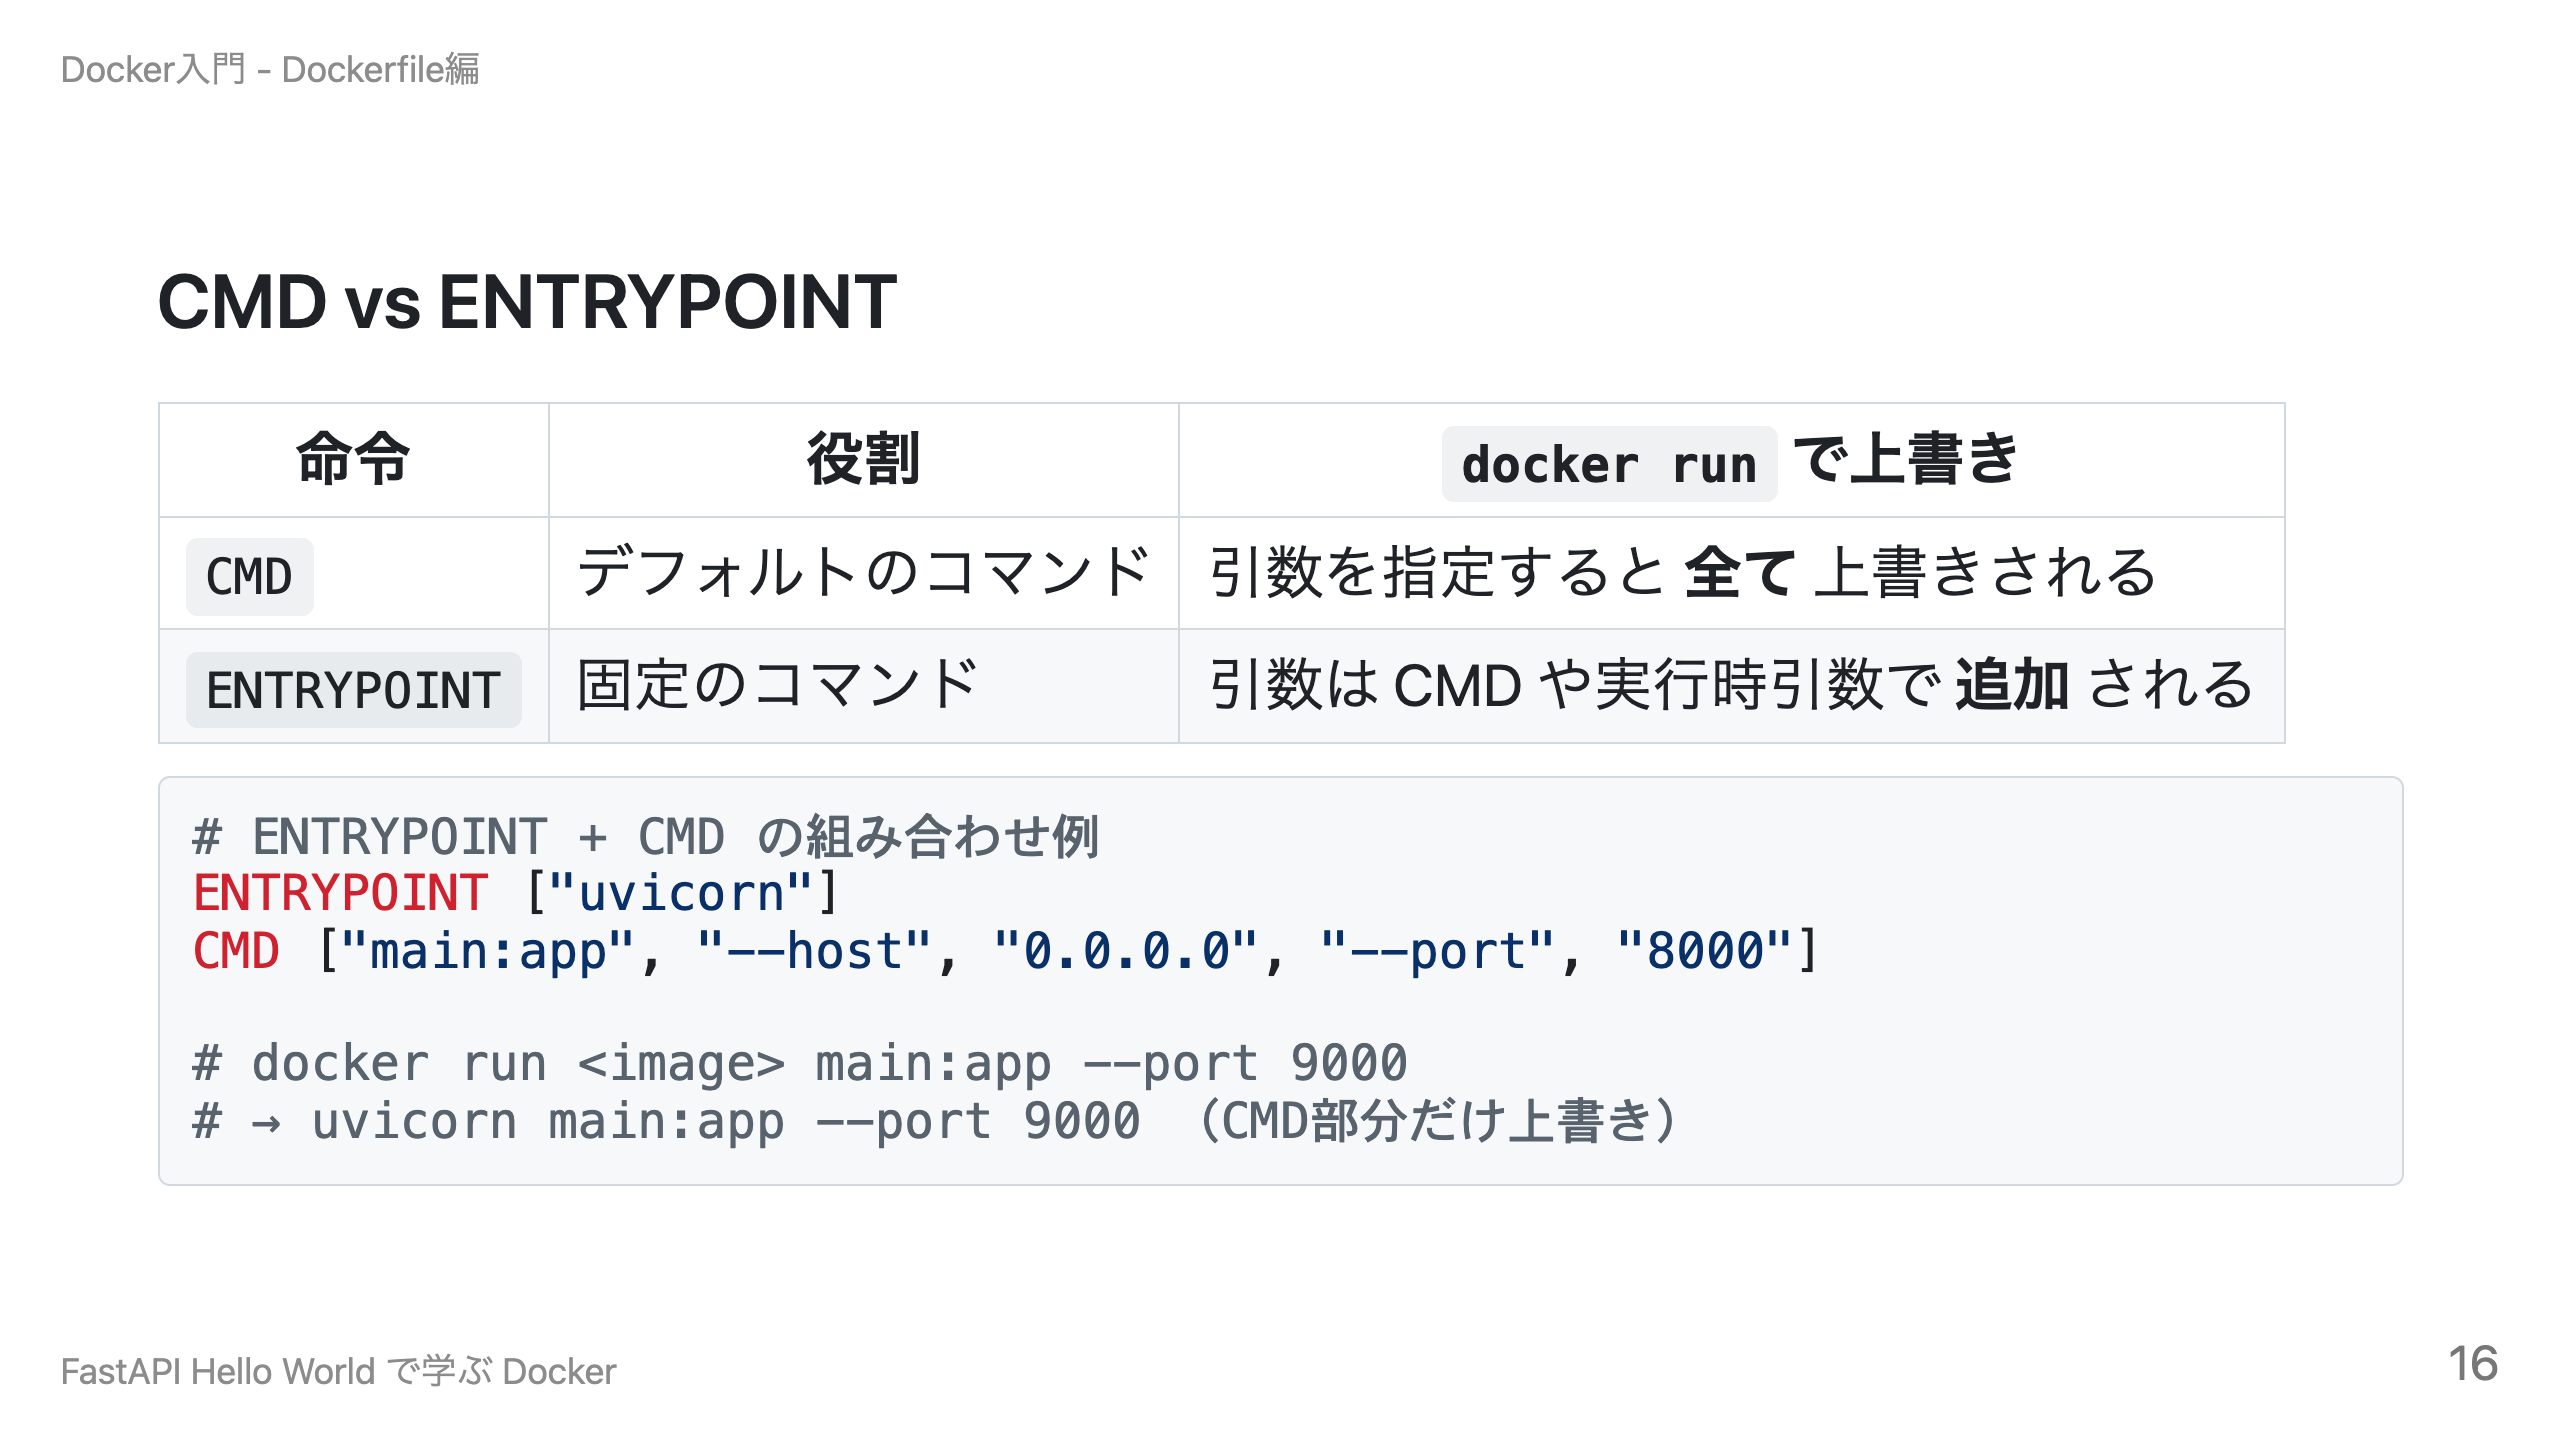 Docker入門 - Dockerfile編
CMD vs ENTRYPOINT
命令 役割 docker run で上書き
CMD デフォルトのコマンド 引数を指定すると 全て 上書きされる
ENTRYPOINT 固定のコマンド 引数は CMD や実行時引数で 追加 される
# ENTRYPOINT + CMD の組み合わせ例
ENTRYPOINT ["uvicorn"]
CMD ["main:app", "--host", "0.0.0.0", "--port", "8000"]
# docker run <image> main:app --port 9000
# → uvicorn main:app --port 9000 （CMD部分だけ上書き）
FastAPI Hello World で学ぶ Docker
16